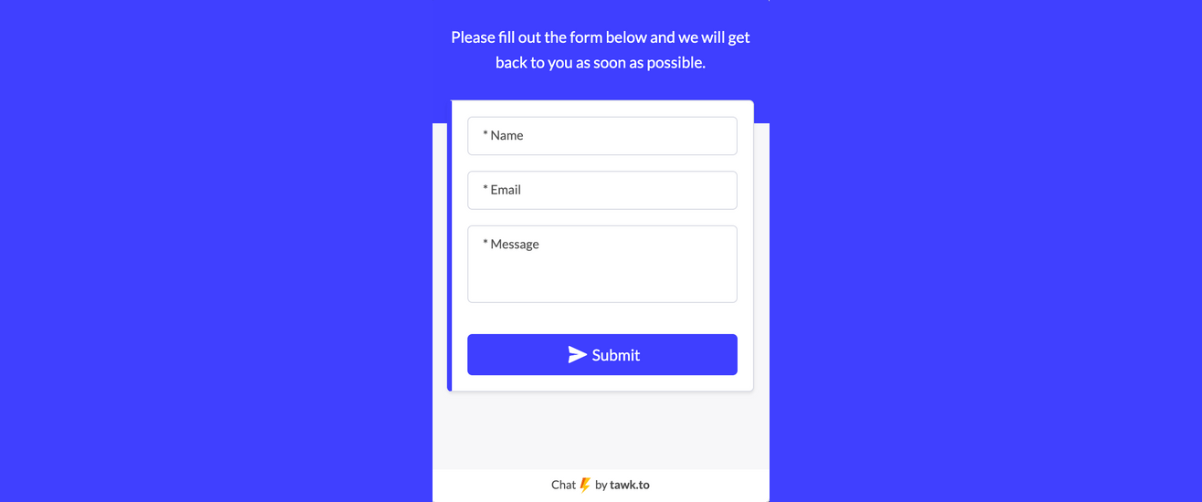 Please fill out the form below and we will get
back to you as soon as possible.
* Name
* Email
* Message
Submit
Chat by tawk.to